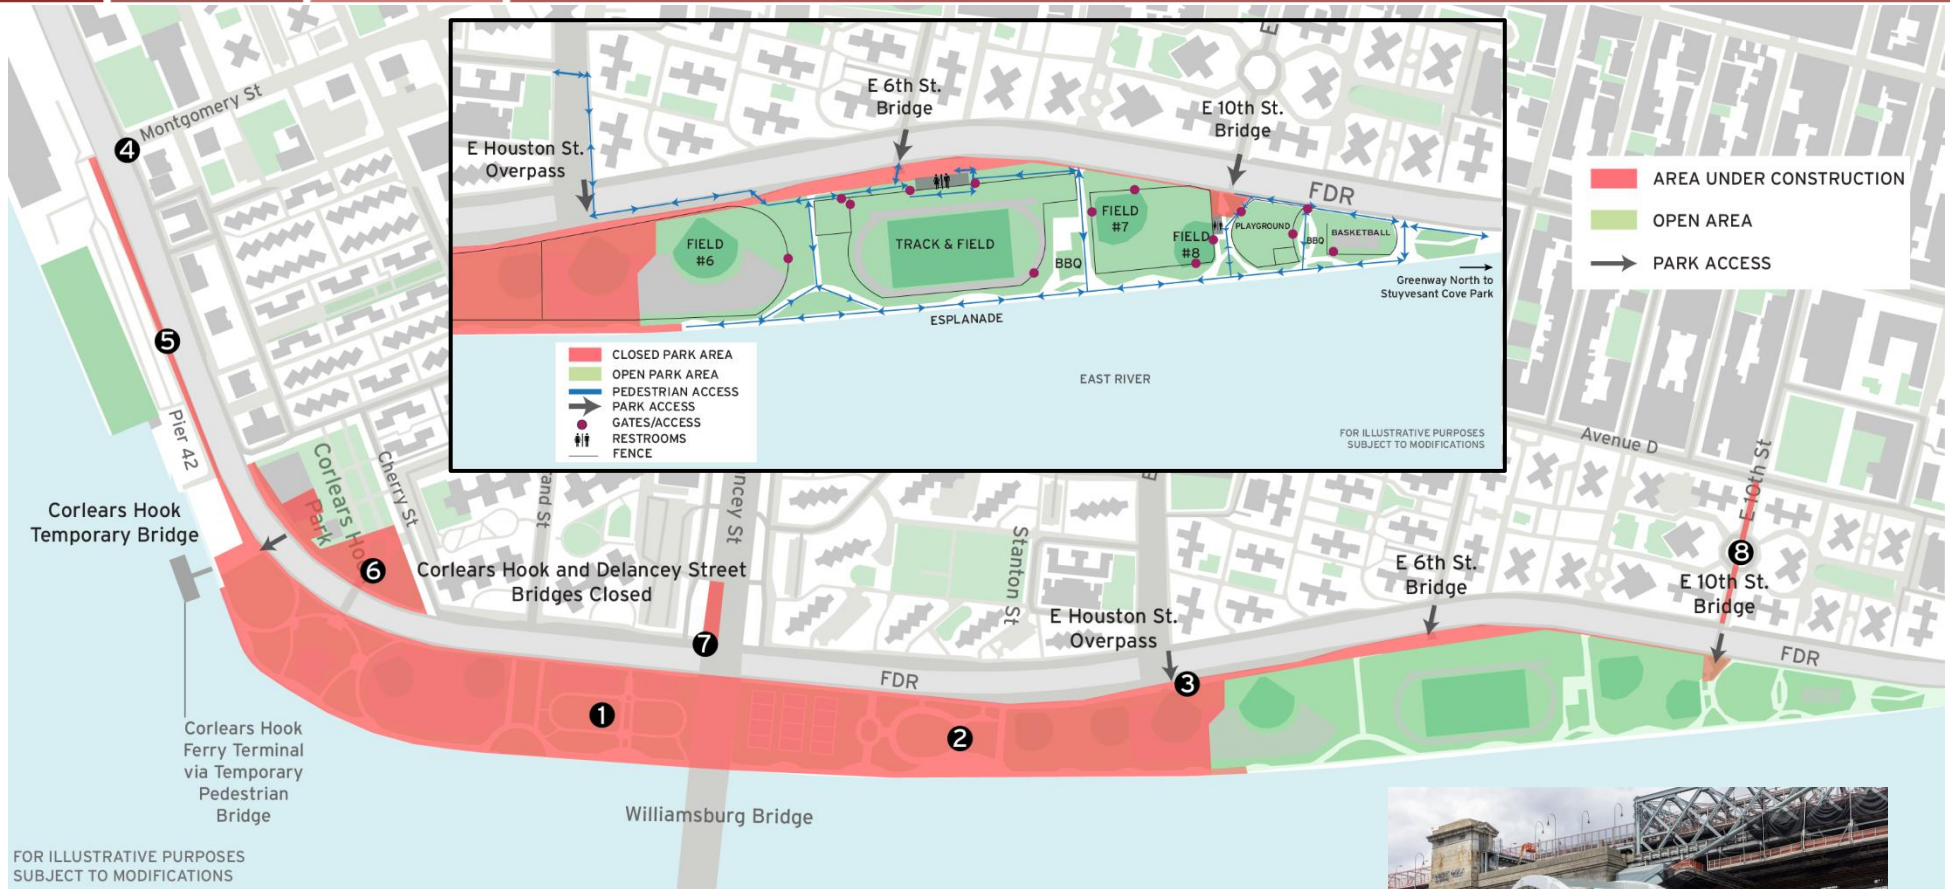 Montgomery St
4
5
Pier 42
Corlears Hook
Park
Cherry St
Corlears Hook
Temporary Bridge
6
Corlears Hook and Delancey Street
Bridges Closed
7
Stanton St
E Houston St.
Overpass
3
E 6th St.
Bridge
Avenue D
E 10th St
8
E 10th St.
Bridge
FDR
FDR
1
2
Corlears Hook
Ferry Terminal
via Temporary
Pedestrian
Bridge
Williamsburg Bridge
FOR ILLUSTRATIVE PURPOSES
SUBJECT TO MODIFICATIONS
AREA UNDER CONSTRUCTION
OPEN AREA
PARK ACCESS
E 6th St.
Bridge
E 10th St.
Bridge
E Houston St.
Overpass
FDR
FIELD
#6
TRACK & FIELD
BBQ
FIELD
#7
FIELD
#8
PLAYGROUND
BBQ
BASKETBALL
Greenway North to
Stuyvesant Cove Park
ESPLANADE
EAST RIVER
CLOSED PARK AREA
OPEN PARK AREA
PEDESTRIAN ACCESS
PARK ACCESS
GATES/ACCESS
RESTROOMS
FENCE
FOR ILLUSTRATIVE PURPOSES
SUBJECT TO MODIFICATIONS